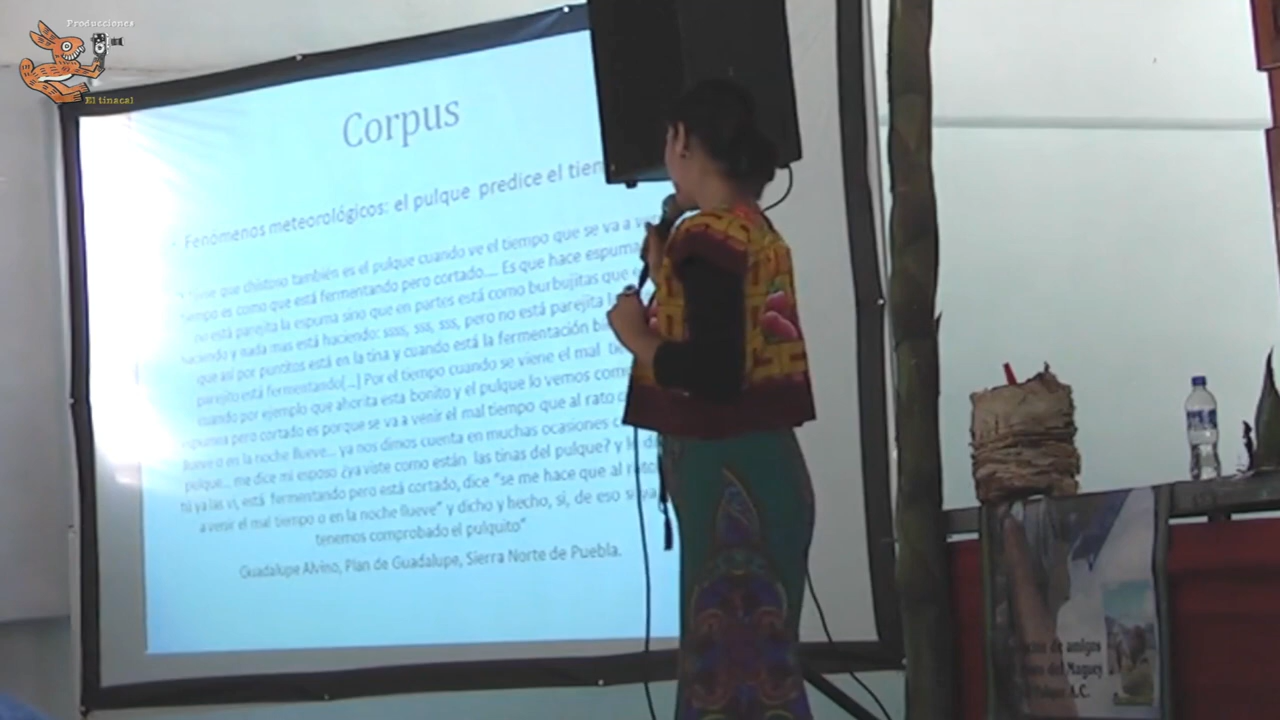 Producciones
El tinacal
Corpus
Fenómenos meteorológicos: el pulque predice el tiem
que chistoso también es el pulque cuando ve el tiempo que se va a
tiempo es como que está fermentando pero cortado.... Es que hace espuma
no está parejita la espuma sino que en partes está como burbujitas que
haciendo y nada mas está haciendo: ssss, sss, sss, pero no está parejita
que así por puntitos está en la tina y cuando está la fermentación
parejito está fermentando[...] Por el tiempo cuando se viene el mal
cuando por ejemplo que ahorita esta bonito y el pulque lo vemos como
espuma pero cortado es porque se va a venir el mal tiempo que al rato
llueve o en la noche llueve... ya nos dimos cuenta en muchas ocasiones
pulque... me dice mi esposo ¿ya viste como están las tinas del pulque? y
ya las vi, está fermentando pero está cortado, dice "se me hace que al
a venir el mal tiempo o en la noche llueve" y dicho y hecho, si, de eso si
tenemos comprobado el pulquito"
Guadalupe Alvino, Plan de Guadalupe, Sierra Norte de Puebla.
de amigos
del Maguey
A.C.